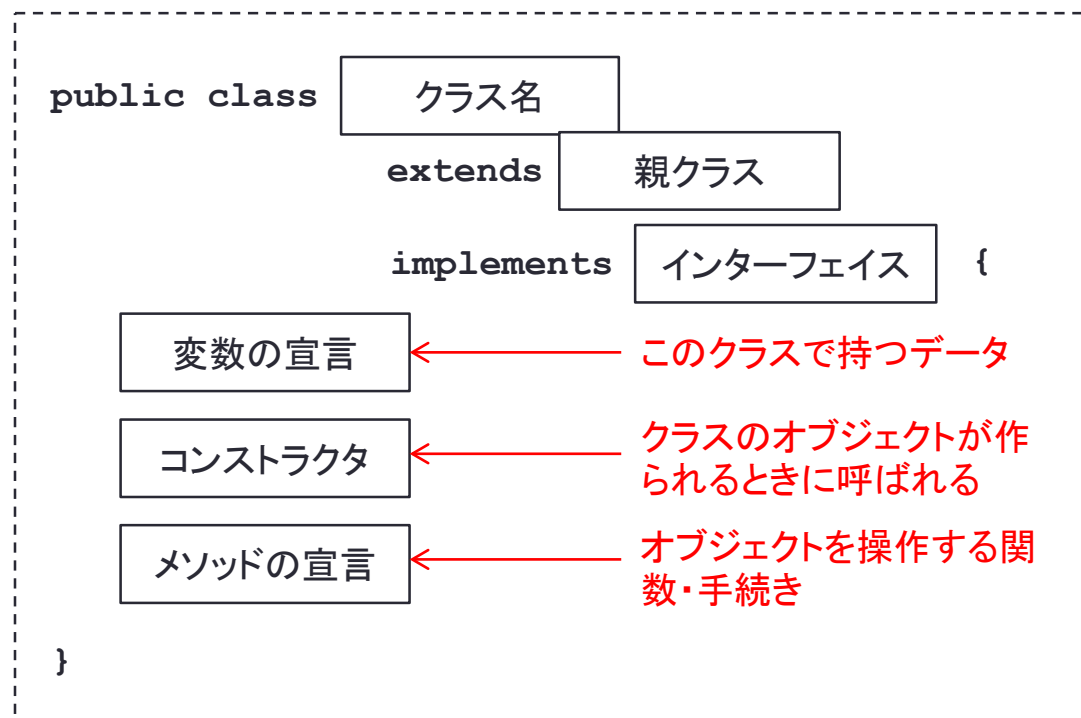 public class クラス名
extends 親クラス
implements インターフェイス {
変数の宣言 このクラスで持つデータ
コンストラクタ クラスのオブジェクトが作
られるときに呼ばれる
メソッドの宣言 オブジェクトを操作する関
数・手続き
}